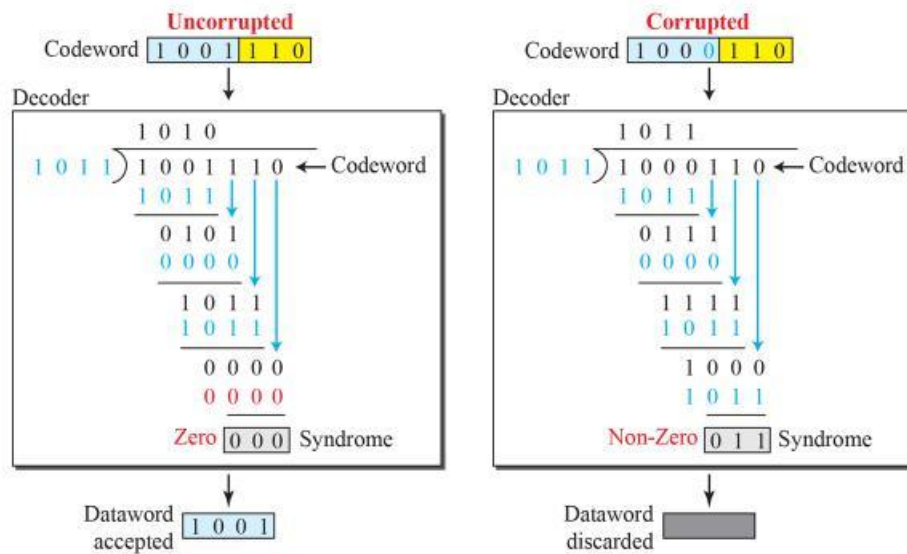 Uncorrupted
Codeword 1 0 0 1 1 1 0
Decoder
1 0 1 0
1 0 1 1 1 0 0 1 1 1 0 Codeword
1 0 1 1
0 1 0 1
0 0 0 0
1 0 1 1
1 0 1 1
0 0 0 0
0 0 0 0
Zero 0 0 0 Syndrome
Dataword
accepted
1 0 0 1
Corrupted
Codeword 1 0 0 0 1 1 0
Decoder
1 0 1 1
1 0 1 1 1 0 0 0 1 1 0 Codeword
1 0 1 1
0 1 1 1
0 0 0 0
1 1 1 1
1 0 1 1
1 0 0 0
1 0 1 1
Non-Zero 0 1 1 Syndrome
Dataword
discarded